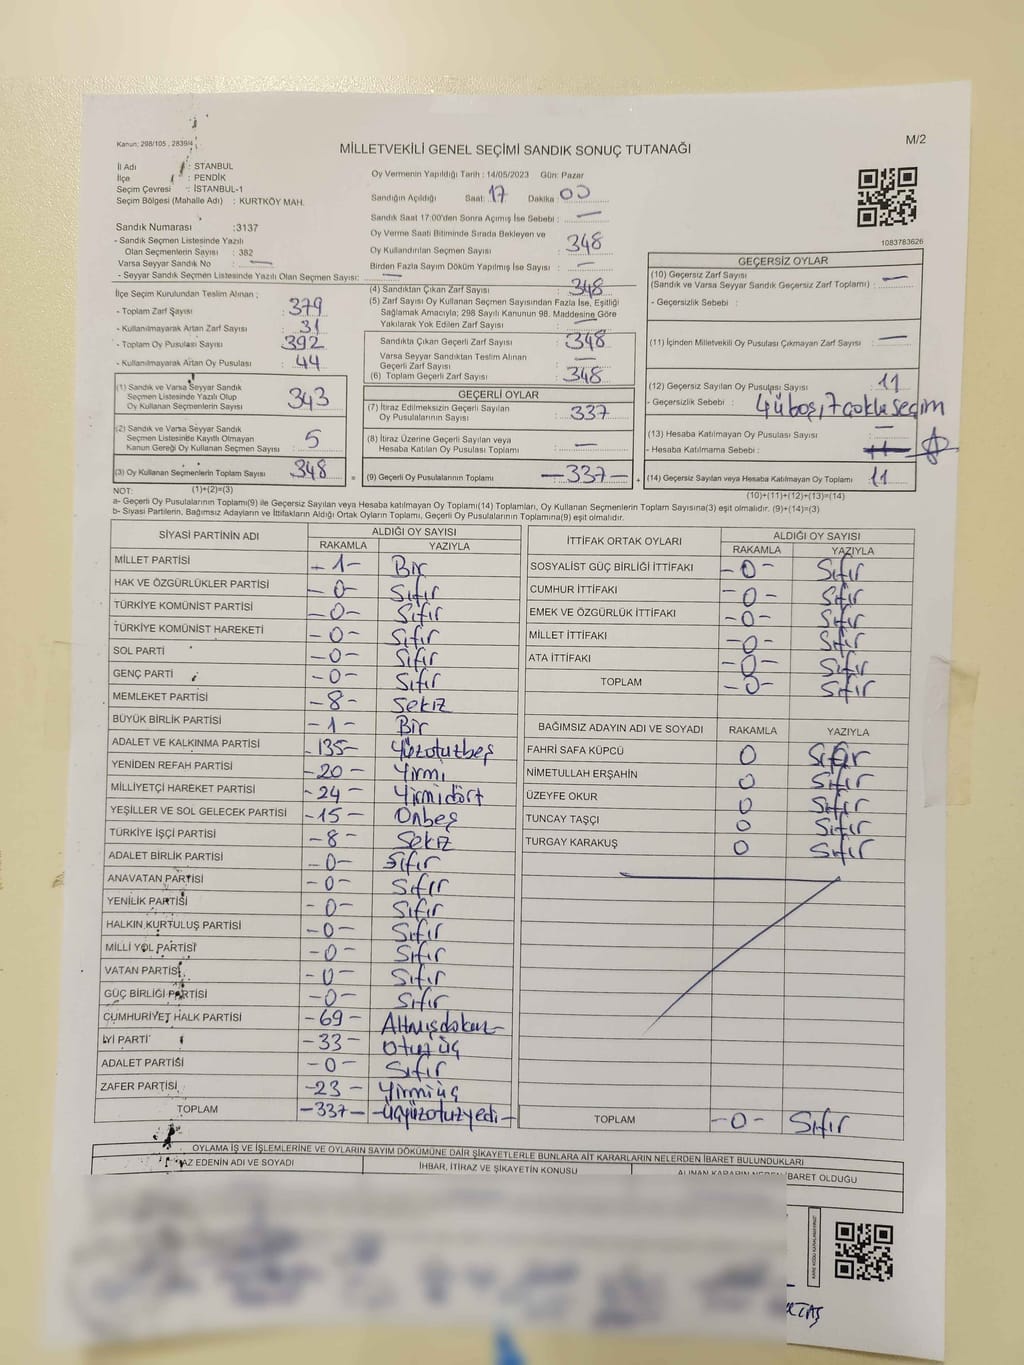 Kanun: 298/105 , 2839/4
M/2
MİLLETVEKİLİ GENEL SEÇİMİ SANDIK SONUÇ TUTANAĞI
İl Adı : STANBUL
İlçe : PENDİK
Seçim Çevresi : İSTANBUL-1
Seçim Bölgesi (Mahalle Adı) : KURTKÖY MAH.
Sandık Numarası :3137
- Sandık Seçmen Listesinde Yazılı
Olan Seçmenlerin Sayısı : 382
Varsa Seyyar Sandık No —
- Seyyar Sandık Seçmen Listesinde Yazılı Olan Seçmen Sayısı: —
İlçe Seçim Kurulundan Teslim Alınan ;
- Toplam Zarf Sayısı : 379
- Kullanılmayarak Artan Zarf Sayısı : 31
- Toplam Oy Pusulası Sayısı : 392
- Kullanılmayarak Artan Oy Pusulası : 44
(1) Sandık ve Varsa Seyyar Sandık
Seçmen Listesinde Yazılı Olup
Oy Kullanan Seçmenlerin Sayısı : 343
(2) Sandık ve Varsa Seyyar Sandık
Seçmen Listesinde Kayıtlı Olmayan
Kanun Gereği Oy Kullanan Seçmen Sayısı : 5
(3) Oy Kullanan Seçmenlerin Toplam Sayısı : 348
(1)+(2)=(3)
Oy Vermenin Yapıldığı Tarih : 14/05/2023 Gün: Pazar
Sandığın Açıldığı Saat: 17 Dakika 00
Sandık Saat 17:00'den Sonra Açımış İse Sebebi : —
Oy Verme Saati Bitiminde Sırada Bekleyen ve
Oy Kullandırılan Seçmen Sayısı : 348
Birden Fazla Sayım Döküm Yapılmış İse Sayısı : —
(4) Sandıktan Çıkan Zarf Sayısı : 348
(5) Zarf Sayısı Oy Kullanan Seçmen Sayısından Fazla İse, Eşitliği
Sağlamak Amacıyla; 298 Sayılı Kanunun 98. Maddesine Göre
Yakılarak Yok Edilen Zarf Sayısı : —
Sandıkta Çıkan Geçerli Zarf Sayısı : 348
Varsa Seyyar Sandıktan Teslim Alınan
Geçerli Zarf Sayısı : —
(6) Toplam Geçerli Zarf Sayısı : 348
GEÇERLİ OYLAR
(7) İtiraz Edilmeksizin Geçerli Sayılan
Oy Pusulalarının Sayısı : 337
(8) İtiraz Üzerine Geçerli Sayılan veya
Hesaba Katılan Oy Pusulaları Toplamı : —
= (9) Geçerli Oy Pusulalarının Toplamı : —337—
1083783626
GEÇERSİZ OYLAR
(10) Geçersiz Zarf Sayısı
(Sandık ve Varsa Seyyar Sandık Geçersiz Zarf Toplamı) : —
- Geçersizlik Sebebi :
(11) İçinden Milletvekili Oy Pusulası Çıkmayan Zarf Sayısı : —
(12) Geçersiz Sayılan Oy Pusulası Sayısı : 11
- Geçersizlik Sebebi : 4ü boş, 7 çoklu seçim
(13) Hesaba Katılmayan Oy Pusulası Sayısı : —
- Hesaba Katılmama Sebebi :
+ (14) Geçersiz Sayılan veya Hesaba Katılmayan Oy Toplamı : 11
(10)+(11)+(12)+(13)=(14)
NOT:
a- Geçerli Oy Pusulalarının Toplamı(9) ile Geçersiz Sayılan veya Hesaba katılmayan Oy Toplamı(14) Toplamları, Oy Kullanan Seçmenlerin Toplam Sayısına(3) eşit olmalıdır. (9)+(14)=(3)
b- Siyasi Partilerin, Bağımsız Adayların ve İttifakların Aldığı Ortak Oyların Toplamı, Geçerli Oy Pusulalarının Toplamına(9) eşit olmalıdır.
SİYASİ PARTİNİN ADI ALDIĞI OY SAYISI
RAKAMLA YAZIYLA
MİLLET PARTİSİ —1— Bir
HAK VE ÖZGÜRLÜKLER PARTİSİ —0— Sıfır
TÜRKİYE KOMÜNİST PARTİSİ —0— Sıfır
TÜRKİYE KOMÜNİST HAREKETİ —0— Sıfır
SOL PARTİ —0— Sıfır
GENÇ PARTİ —0— Sıfır
MEMLEKET PARTİSİ —8— Sekiz
BÜYÜK BİRLİK PARTİSİ —1— Bir
ADALET VE KALKINMA PARTİSİ —135— Yüzotuzbeş
YENİDEN REFAH PARTİSİ —20— Yirmi
MİLLİYETÇİ HAREKET PARTİSİ —24— Yirmidört
YEŞİLLER VE SOL GELECEK PARTİSİ —15— Onbeş
TÜRKİYE İŞÇİ PARTİSİ —8— Sekiz
ADALET BİRLİK PARTİSİ —0— Sıfır
ANAVATAN PARTİSİ —0— Sıfır
YENİLİK PARTİSİ —0— Sıfır
HALKIN KURTULUŞ PARTİSİ —0— Sıfır
MİLLİ YOL PARTİSİ —0— Sıfır
VATAN PARTİSİ —0— Sıfır
GÜÇ BİRLİĞİ PARTİSİ —0— Sıfır
CUMHURİYET HALK PARTİSİ —69— Altmışdokuz
İYİ PARTİ —33— Otuz üç
ADALET PARTİSİ —0— Sıfır
ZAFER PARTİSİ —23— Yirmiüç
TOPLAM —337— —üçyüzotuzyedi—
İTTİFAK ORTAK OYLARI ALDIĞI OY SAYISI
RAKAMLA YAZIYLA
SOSYALİST GÜÇ BİRLİĞİ İTTİFAKI —0— Sıfır
CUMHUR İTTİFAKI —0— Sıfır
EMEK VE ÖZGÜRLÜK İTTİFAKI —0— Sıfır
MİLLET İTTİFAKI —0— Sıfır
ATA İTTİFAKI —0— Sıfır
TOPLAM —0— Sıfır
BAĞIMSIZ ADAYIN ADI VE SOYADI RAKAMLA YAZIYLA
FAHRİ SAFA KÜPCÜ 0 Sıfır
NİMETULLAH ERŞAHİN 0 Sıfır
ÜZEYFE OKUR 0 Sıfır
TUNCAY TAŞÇI 0 Sıfır
TURGAY KARAKUŞ 0 Sıfır
TOPLAM —0— Sıfır
OYLAMA İŞ VE İŞLEMLERİNE VE OYLARIN SAYIM DÖKÜMÜNE DAİR ŞİKAYETLERLE BUNLARA AİT KARARLARIN NELERDEN İBARET BULUNDUKLARI
AZ EDENİN ADI VE SOYADI İHBAR, İTİRAZ VE ŞİKAYETİN KONUSU ALINAN KARARIN NEDEN İBARET OLDUĞU